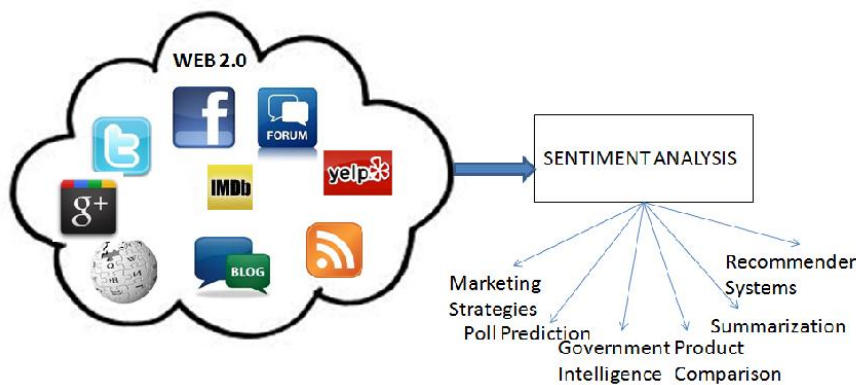 WEB 2.0
f
FORUM
t
IMDb
yelp
g+
BLOG
SENTIMENT ANALYSIS
Recommender
Systems
Marketing
Strategies
Summarization
Poll Prediction
Government
Intelligence
Product
Comparison